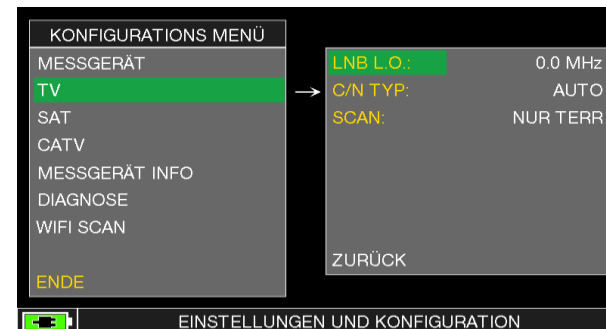 KONFIGURATIONS MENÜ
MESSGERÄT
TV
SAT
CATV
MESSGERÄT INFO
DIAGNOSE
WIFI SCAN
ENDE
→
LNB L.O.: 0.0 MHz
C/N TYP: AUTO
SCAN: NUR TERR
ZURÜCK
EINSTELLUNGEN UND KONFIGURATION